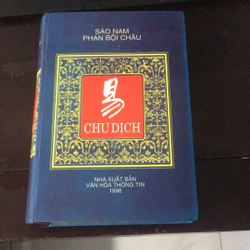 SÀO NAM
PHAN BỘI CHÂU
易
CHU DỊCH
NHÀ XUẤT BẢN
VĂN HÓA THÔNG TIN
1996